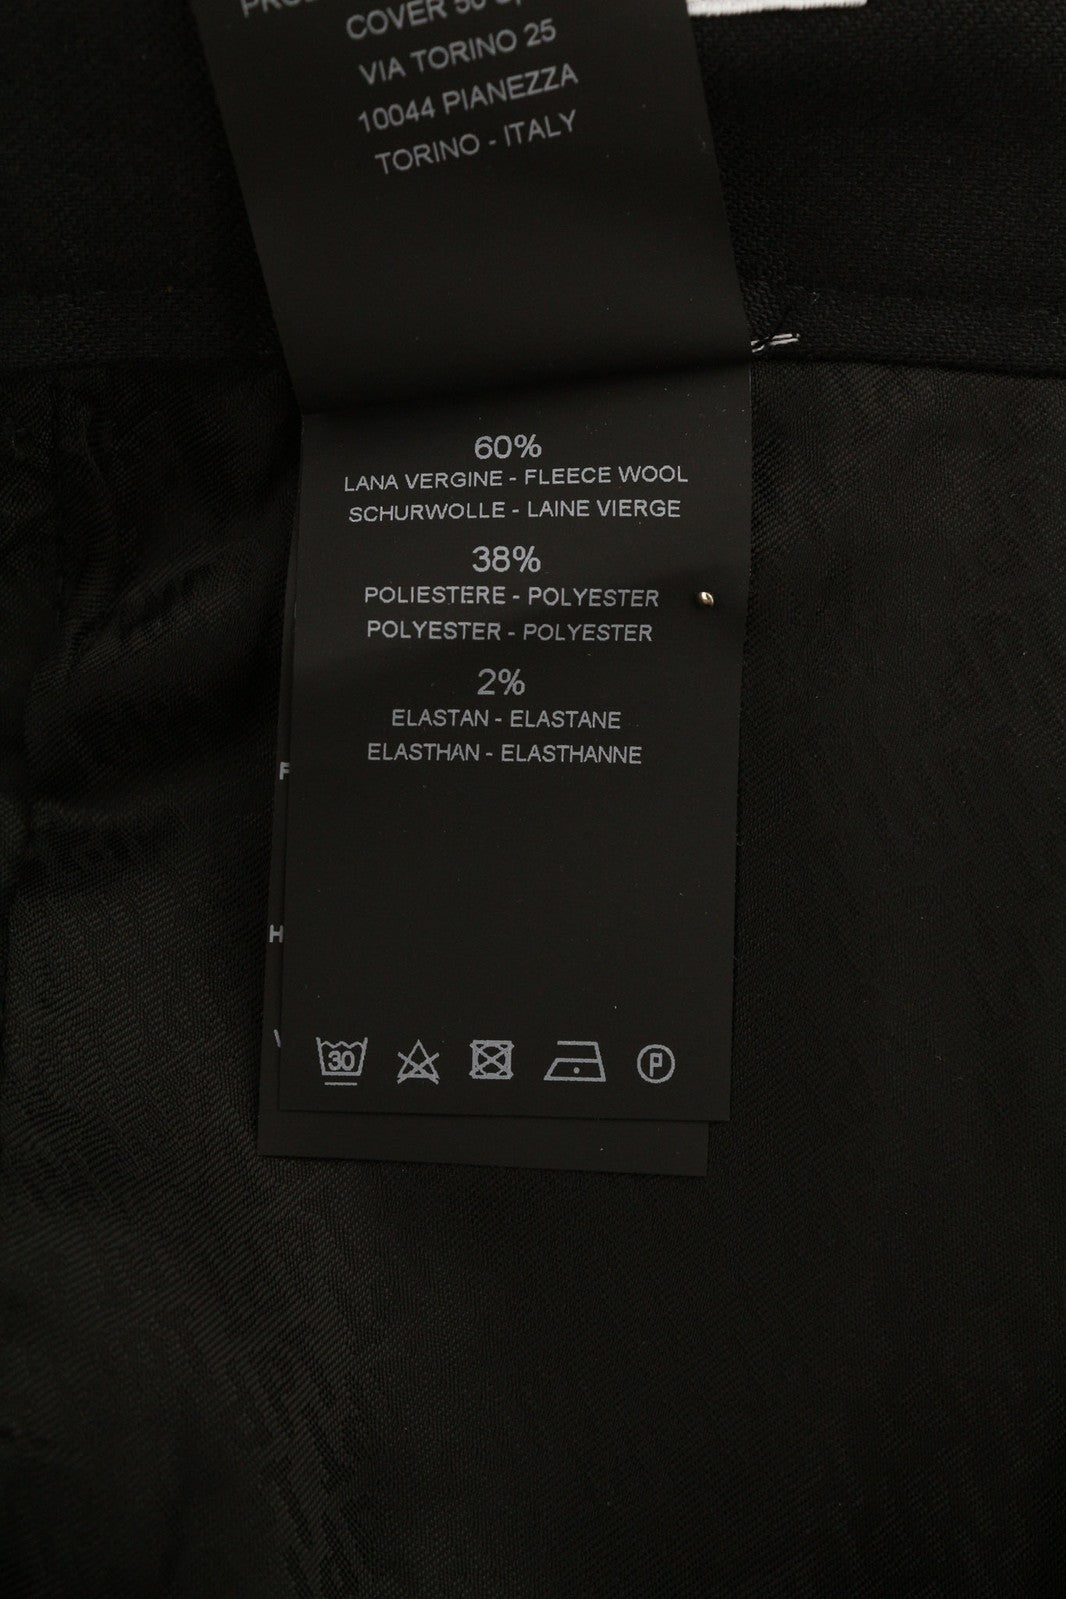 COVER 50
VIA TORINO 25
10044 PIANEZZA
TORINO - ITALY
60%
LANA VERGINE - FLEECE WOOL
SCHURWOLLE - LAINE VIERGE
38%
POLIESTERE - POLYESTER
POLYESTER - POLYESTER
2%
ELASTAN - ELASTANE
ELASTHAN - ELASTHANNE
H
30
P